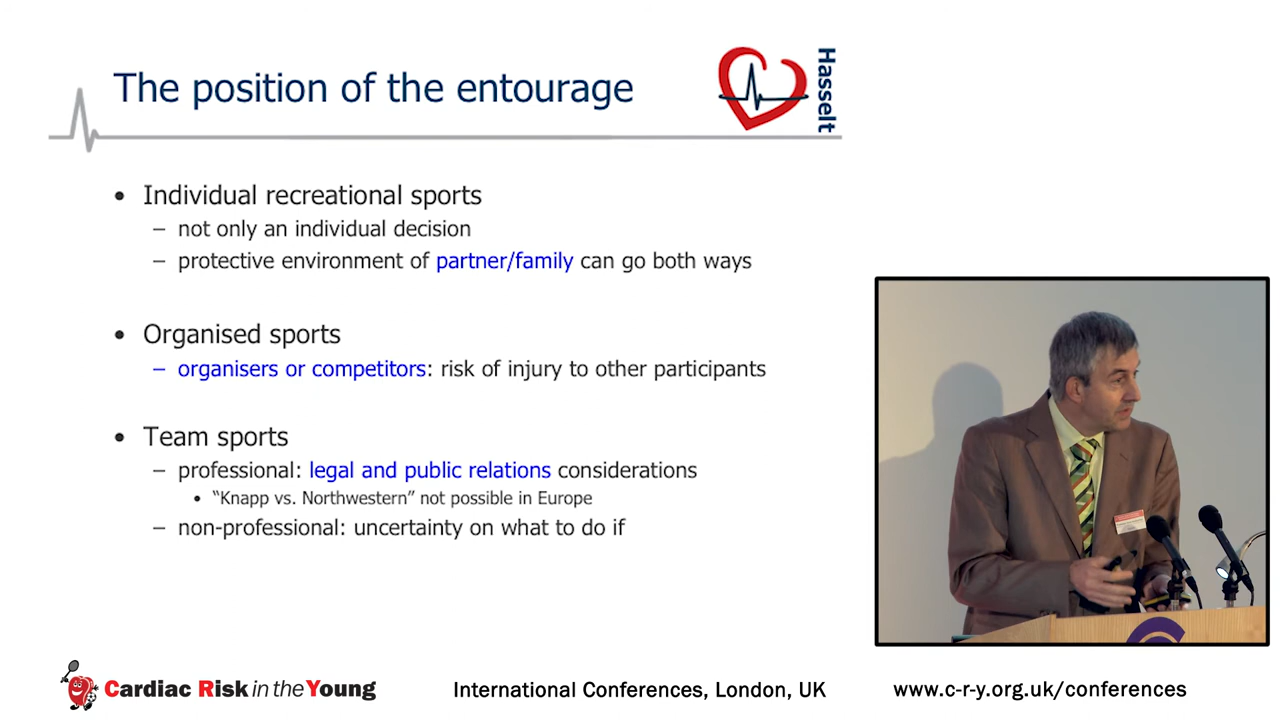 The position of the entourage
Hasselt
• Individual recreational sports
– not only an individual decision
– protective environment of partner/family can go both ways
• Organised sports
– organisers or competitors: risk of injury to other participants
• Team sports
– professional: legal and public relations considerations
• “Knapp vs. Northwestern” not possible in Europe
– non-professional: uncertainty on what to do if
Cardiac Risk in the Young
International Conferences, London, UK
www.c-r-y.org.uk/conferences